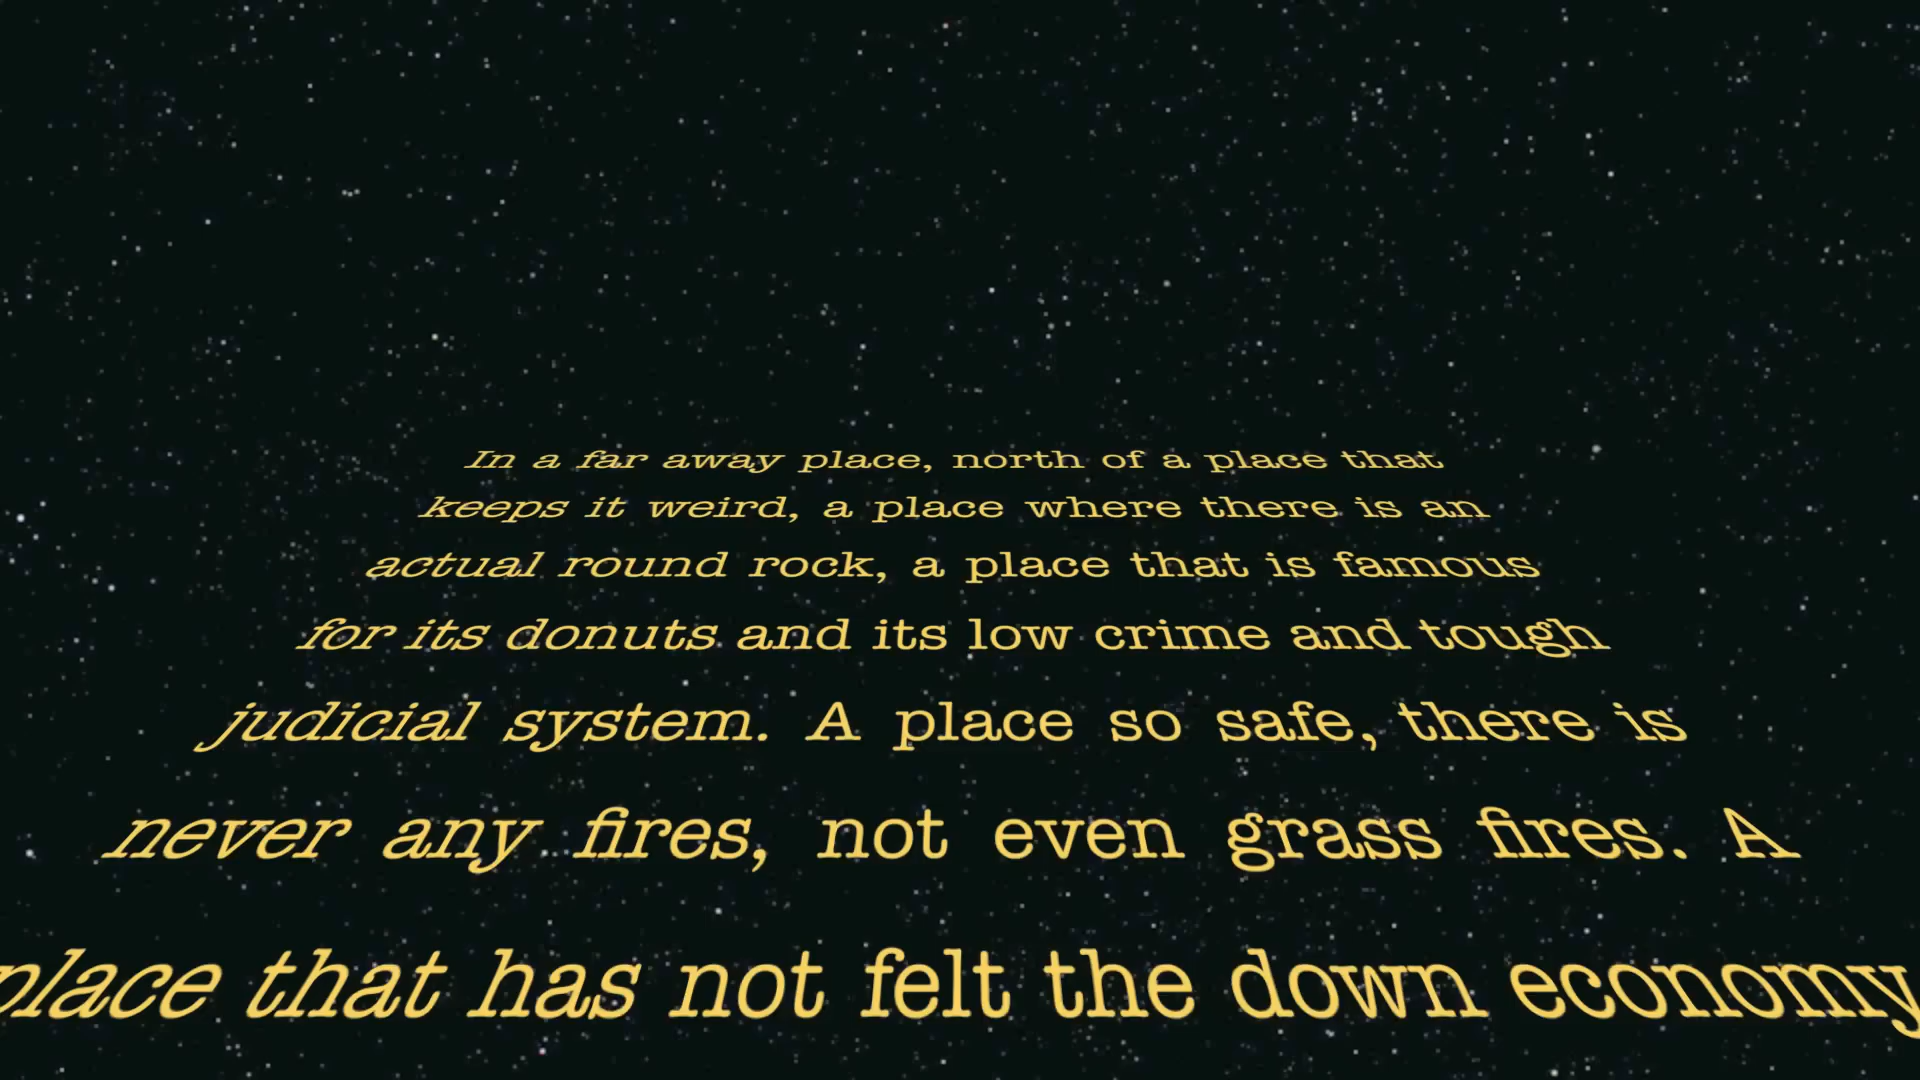 In a far away place, north of a place that
keeps it weird, a place where there is an
actual round rock, a place that is famous
for its donuts and its low crime and tough
judicial system. A place so safe, there is
never any fires, not even grass fires. A
place that has not felt the down economy